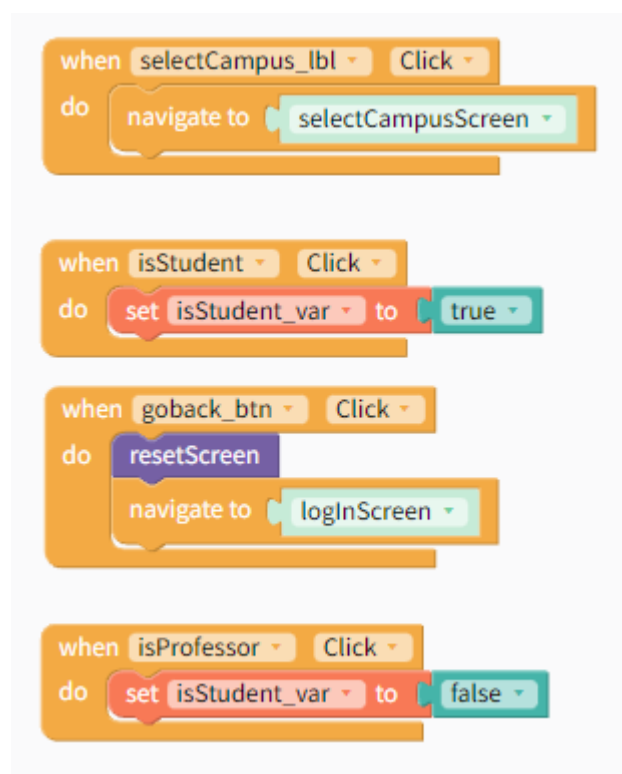 when selectCampus_lbl Click
do navigate to selectCampusScreen
when isStudent Click
do set isStudent_var to true
when goback_btn Click
do resetScreen
navigate to logInScreen
when isProfessor Click
do set isStudent_var to false